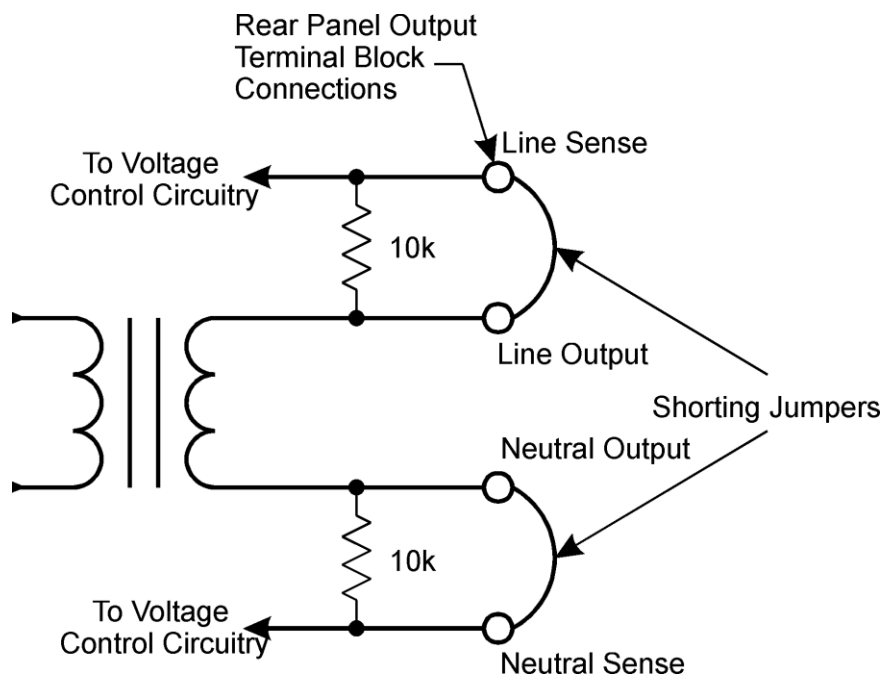 Rear Panel Output
Terminal Block
Connections
Line Sense
To Voltage
Control Circuitry
10k
Line Output
Shorting Jumpers
Neutral Output
10k
To Voltage
Control Circuitry
Neutral Sense